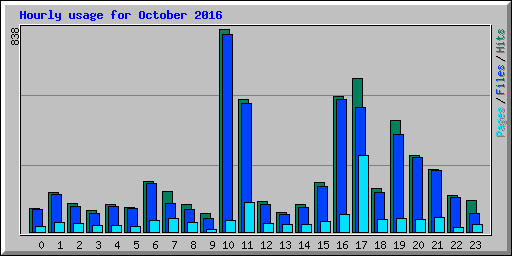 Hourly usage for October 2016
838
Pages/Files/Hits
0 1 2 3 4 5 6 7 8 9 10 11 12 13 14 15 16 17 18 19 20 21 22 23